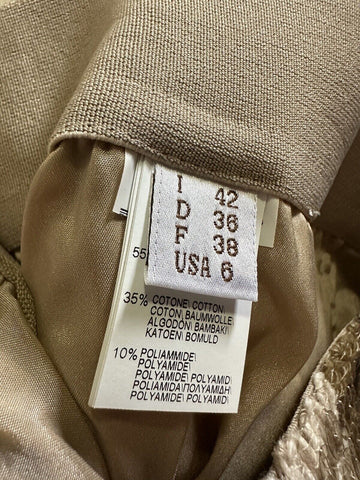 I 42
D 36
F 38
USA 6
55
35% COTONE\COTTON
COTON\BAUMWOLLE
ALGODON\BAMBAKI
KATOEN\BOMULD
10% POLIAMMIDE\
POLYAMIDE\POLYAMID\
POLIAMIDA\ΠΟΛΥΑΜΙΔΗ
POLYAMIDE\POLYAMID\